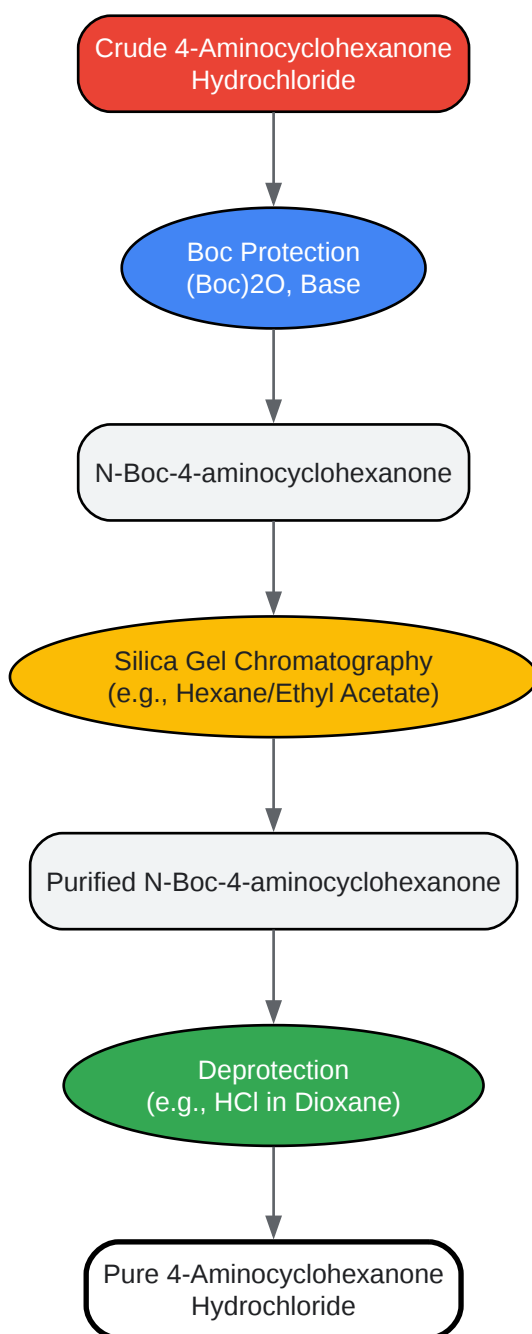 Crude 4-Aminocyclohexanone
Hydrochloride
Boc Protection
(Boc)2O, Base
N-Boc-4-aminocyclohexanone
Silica Gel Chromatography
(e.g., Hexane/Ethyl Acetate)
Purified N-Boc-4-aminocyclohexanone
Deprotection
(e.g., HCl in Dioxane)
Pure 4-Aminocyclohexanone
Hydrochloride